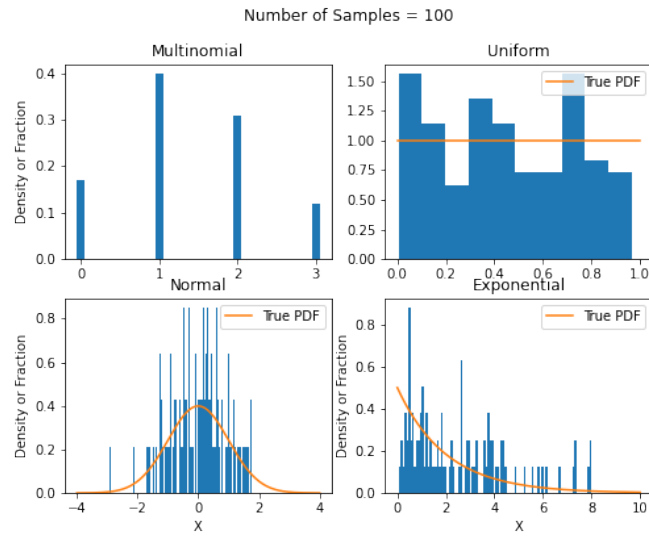 Number of Samples = 100
Multinomial
Uniform
Density or Fraction
0.4
0.3
0.2
0.1
0.0
0 1 2 3
True PDF
1.50
1.25
1.00
0.75
0.50
0.25
0.00
0.0 0.2 0.4 0.6 0.8 1.0
Normal
Exponential
Density or Fraction
0.8
0.6
0.4
0.2
0.0
True PDF
−4 −2 0 2 4
X
Density or Fraction
0.8
0.6
0.4
0.2
0.0
True PDF
0 2 4 6 8 10
X